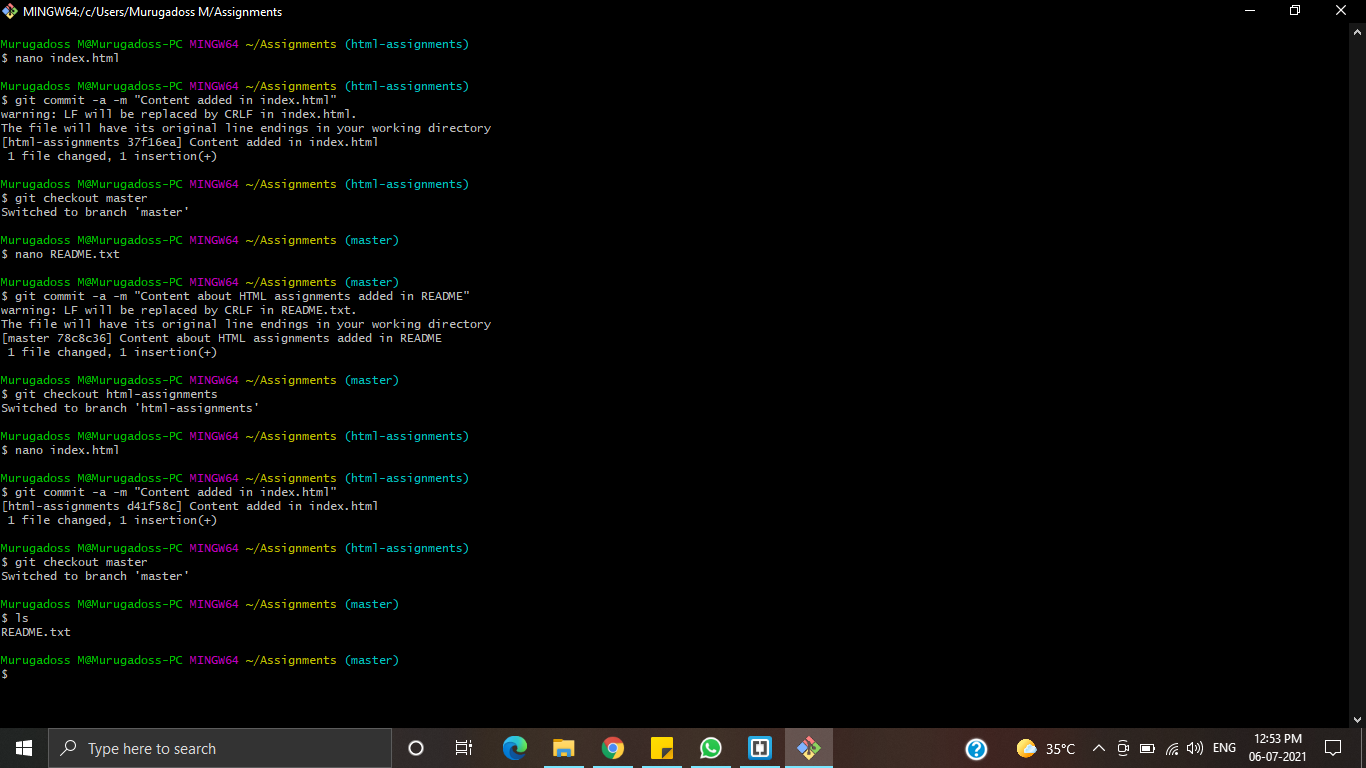 MINGW64:/c/Users/Murugadoss M/Assignments
Murugadoss M@Murugadoss-PC MINGW64 ~/Assignments (html-assignments)
$ nano index.html
Murugadoss M@Murugadoss-PC MINGW64 ~/Assignments (html-assignments)
$ git commit -a -m "Content added in index.html"
warning: LF will be replaced by CRLF in index.html.
The file will have its original line endings in your working directory
[html-assignments 37f16ea] Content added in index.html
 1 file changed, 1 insertion(+)
Murugadoss M@Murugadoss-PC MINGW64 ~/Assignments (html-assignments)
$ git checkout master
Switched to branch 'master'
Murugadoss M@Murugadoss-PC MINGW64 ~/Assignments (master)
$ nano README.txt
Murugadoss M@Murugadoss-PC MINGW64 ~/Assignments (master)
$ git commit -a -m "Content about HTML assignments added in README"
warning: LF will be replaced by CRLF in README.txt.
The file will have its original line endings in your working directory
[master 78c8c36] Content about HTML assignments added in README
 1 file changed, 1 insertion(+)
Murugadoss M@Murugadoss-PC MINGW64 ~/Assignments (master)
$ git checkout html-assignments
Switched to branch 'html-assignments'
Murugadoss M@Murugadoss-PC MINGW64 ~/Assignments (html-assignments)
$ nano index.html
Murugadoss M@Murugadoss-PC MINGW64 ~/Assignments (html-assignments)
$ git commit -a -m "Content added in index.html"
[html-assignments d41f58c] Content added in index.html
 1 file changed, 1 insertion(+)
Murugadoss M@Murugadoss-PC MINGW64 ~/Assignments (html-assignments)
$ git checkout master
Switched to branch 'master'
Murugadoss M@Murugadoss-PC MINGW64 ~/Assignments (master)
$ ls
README.txt
Murugadoss M@Murugadoss-PC MINGW64 ~/Assignments (master)
$
Type here to search
35°C
ENG
12:53 PM
06-07-2021